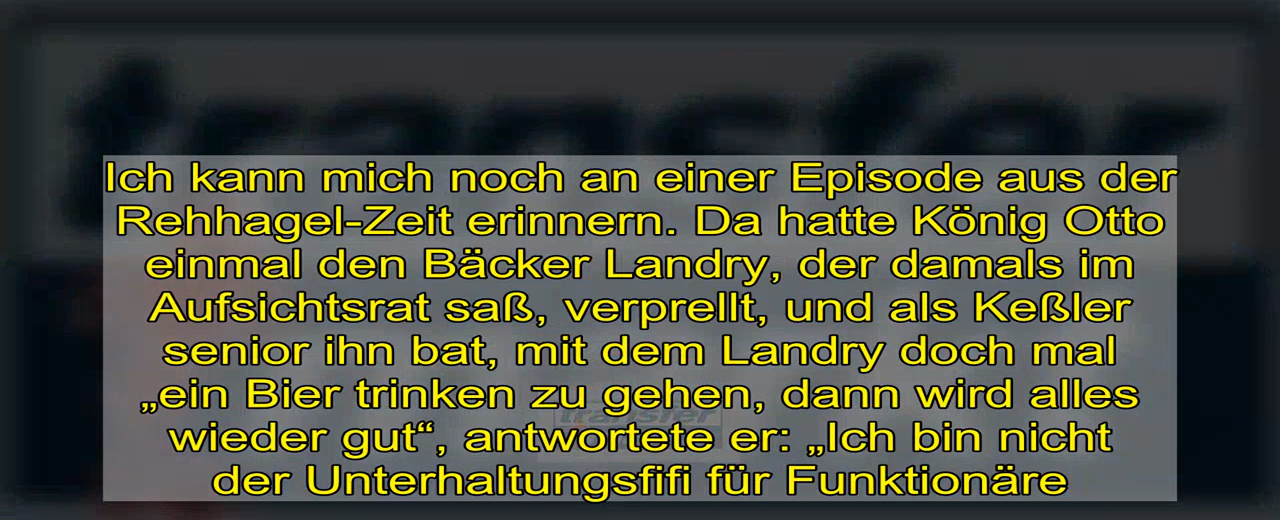 transfer
Ich kann mich noch an einer Episode aus der
Rehhagel-Zeit erinnern. Da hatte König Otto
einmal den Bäcker Landry, der damals im
Aufsichtsrat saß, verprellt, und als Keßler
senior ihn bat, mit dem Landry doch mal
„ein Bier trinken zu gehen, dann wird alles
transfer
wieder gut“, antwortete er: „Ich bin nicht
der Unterhaltungsfifi für Funktionäre